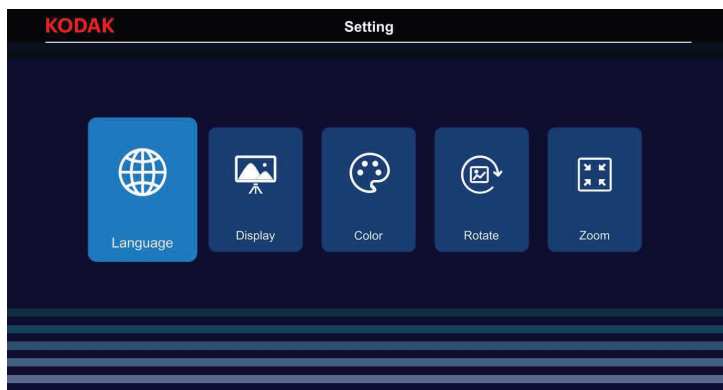 KODAK
Setting
Language
Display
Color
Rotate
Zoom